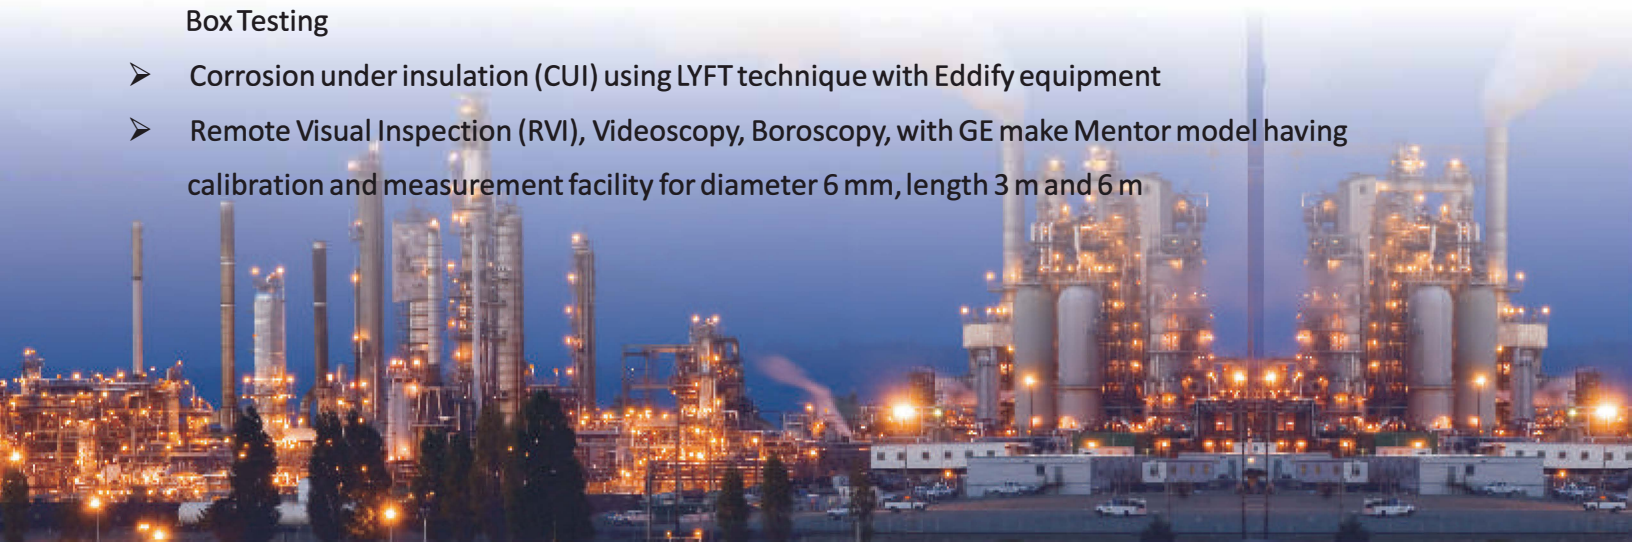 Box Testing
➢ Corrosion under insulation (CUI) using LYFT technique with Eddify equipment
➢ Remote Visual Inspection (RVI), Videoscopy, Boroscopy, with GE make Mentor model having
calibration and measurement facility for diameter 6 mm, length 3 m and 6 m